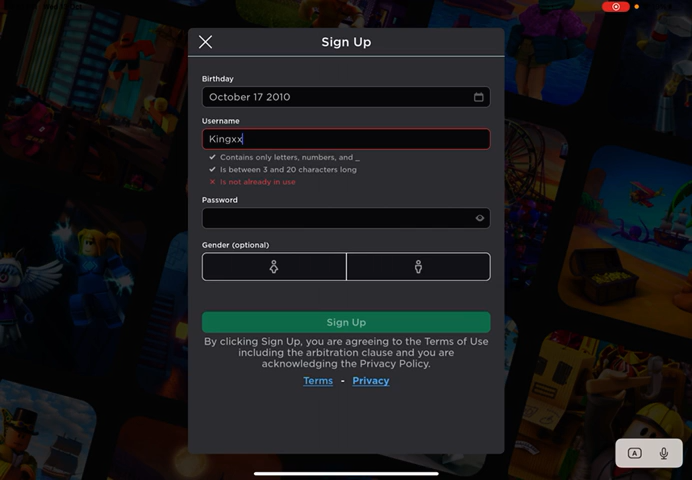 Sign Up
Birthday
October 17 2010
Username
Kingxx
Contains only letters, numbers, and _
Is between 3 and 20 characters long
Is not already in use
Password
Gender (optional)
Sign Up
By clicking Sign Up, you are agreeing to the Terms of Use
including the arbitration clause and you are
acknowledging the Privacy Policy.
Terms - Privacy
A